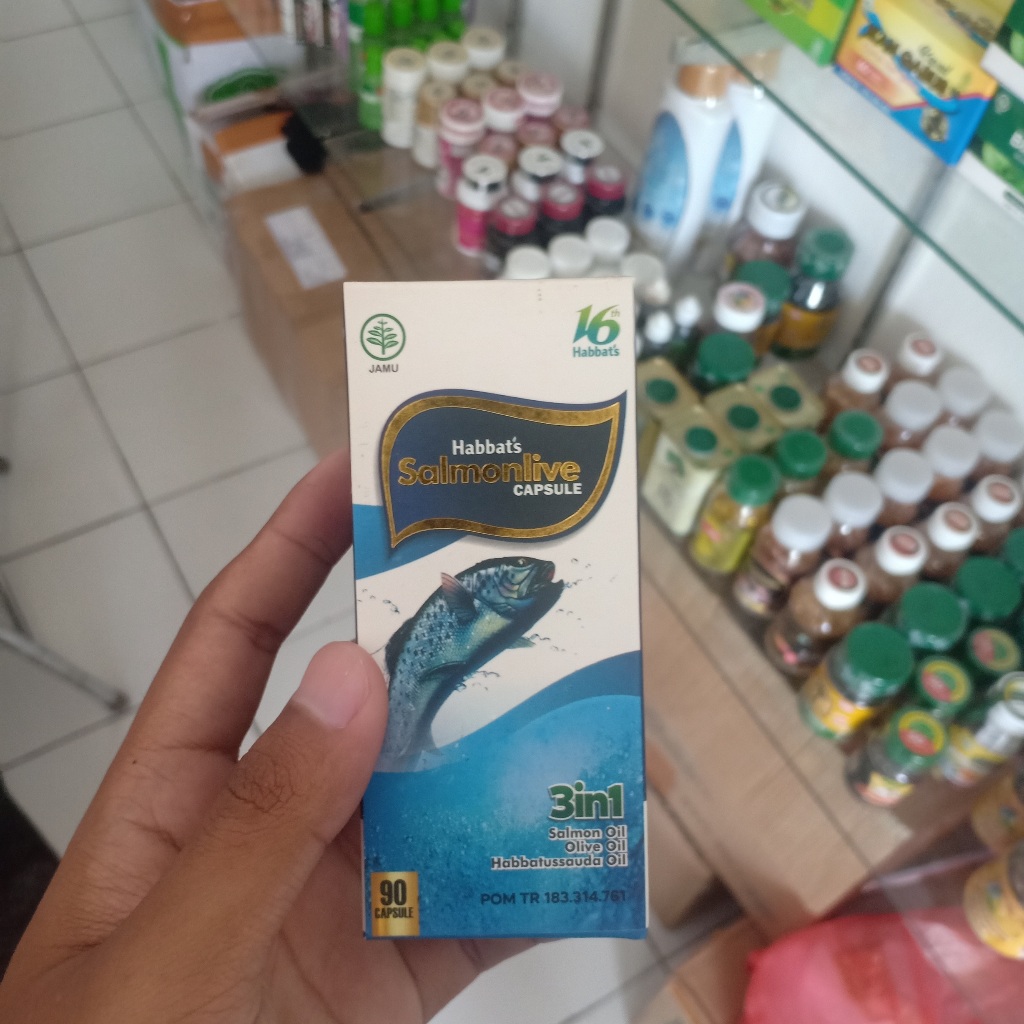 JAMU
16th
Habbat's
Habbat's
Salmonlive
CAPSULE
3in1
Salmon Oil
Olive Oil
Habbatussauda Oil
90
CAPSULE
POM TR 183.314.761